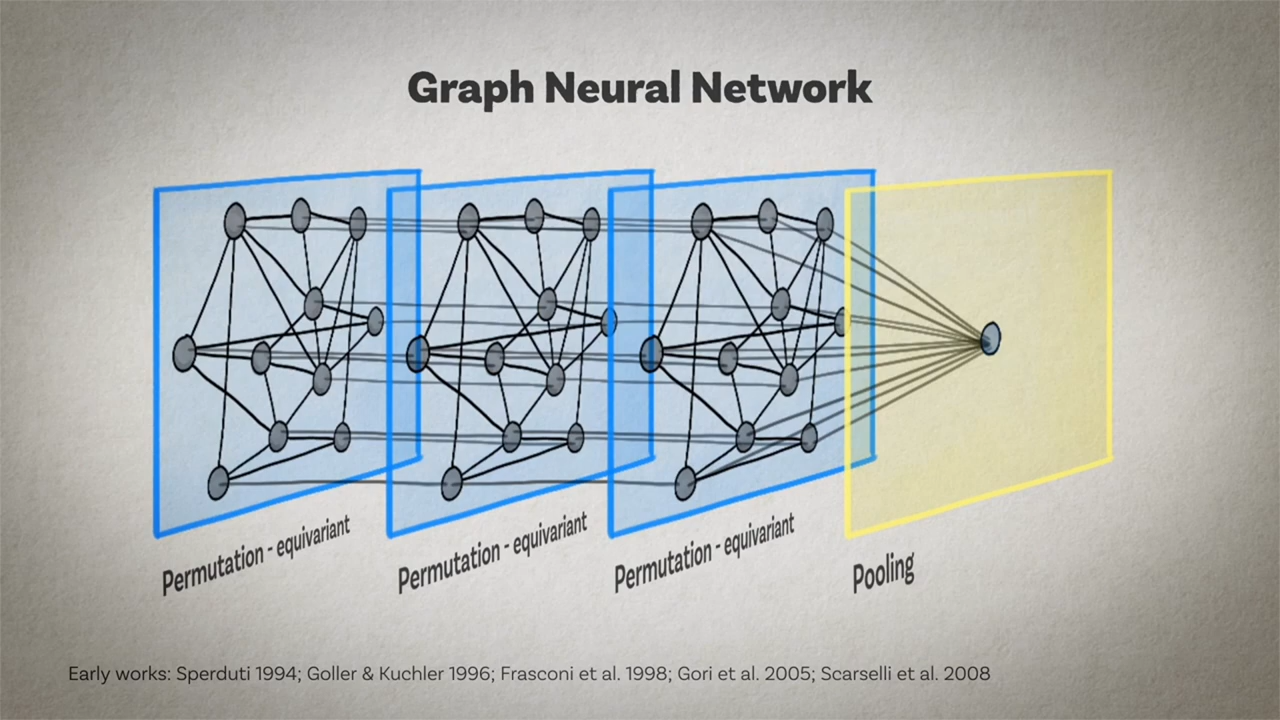 Graph Neural Network
Permutation - equivariant
Permutation - equivariant
Permutation - equivariant
Pooling
Early works: Sperduti 1994; Goller & Kuchler 1996; Frasconi et al. 1998; Gori et al. 2005; Scarselli et al. 2008